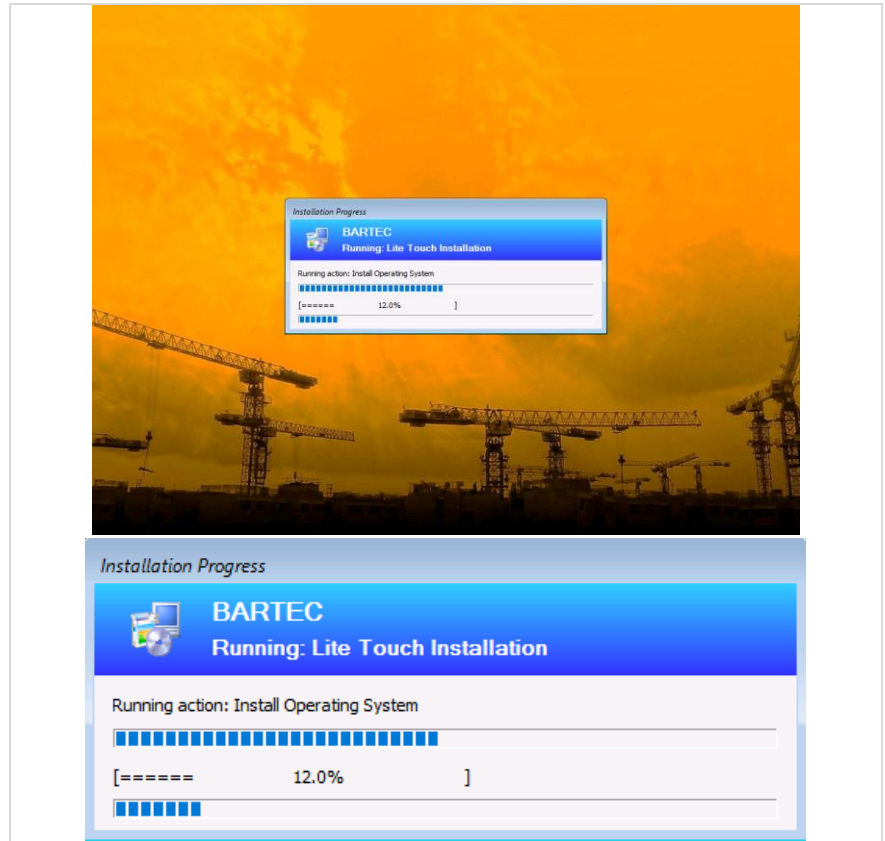 Installation Progress
BARTEC
Running: Lite Touch Installation
Running action: Install Operating System
[====== 12.0% ]
Installation Progress
BARTEC
Running: Lite Touch Installation
Running action: Install Operating System
[====== 12.0% ]